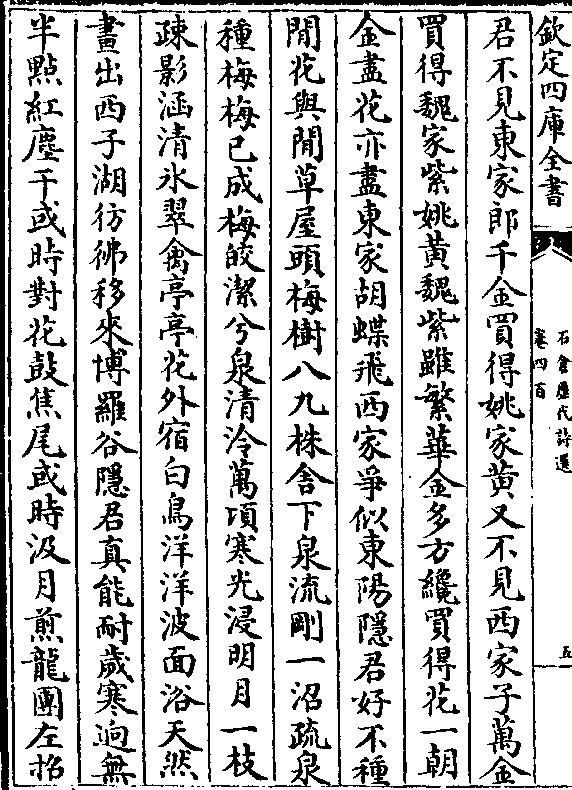 欽定四庫全書
石倉歷代詩選
卷四百
五
君不見東家郎千金買得姚家黄又不見西家子萬金
買得魏家紫姚黄魏紫雖繁華金多方纔買得花一朝
金盡花亦盡東家胡蝶飛西家爭似東陽隱君好不種
閒花與閒草屋頭梅樹八九株舎下泉流剛一沼疏泉
種梅梅已成梅皎潔兮泉清泠萬頃寒光浸明月一枝
疎影涵清氷翠禽亭亭花外宿白鳥洋洋波面浴天然
畫出西子湖彷彿移來博羅谷隱君真能耐歲寒逈無
半點紅塵干或時對花鼓焦尾或時汲月煎龍團左招